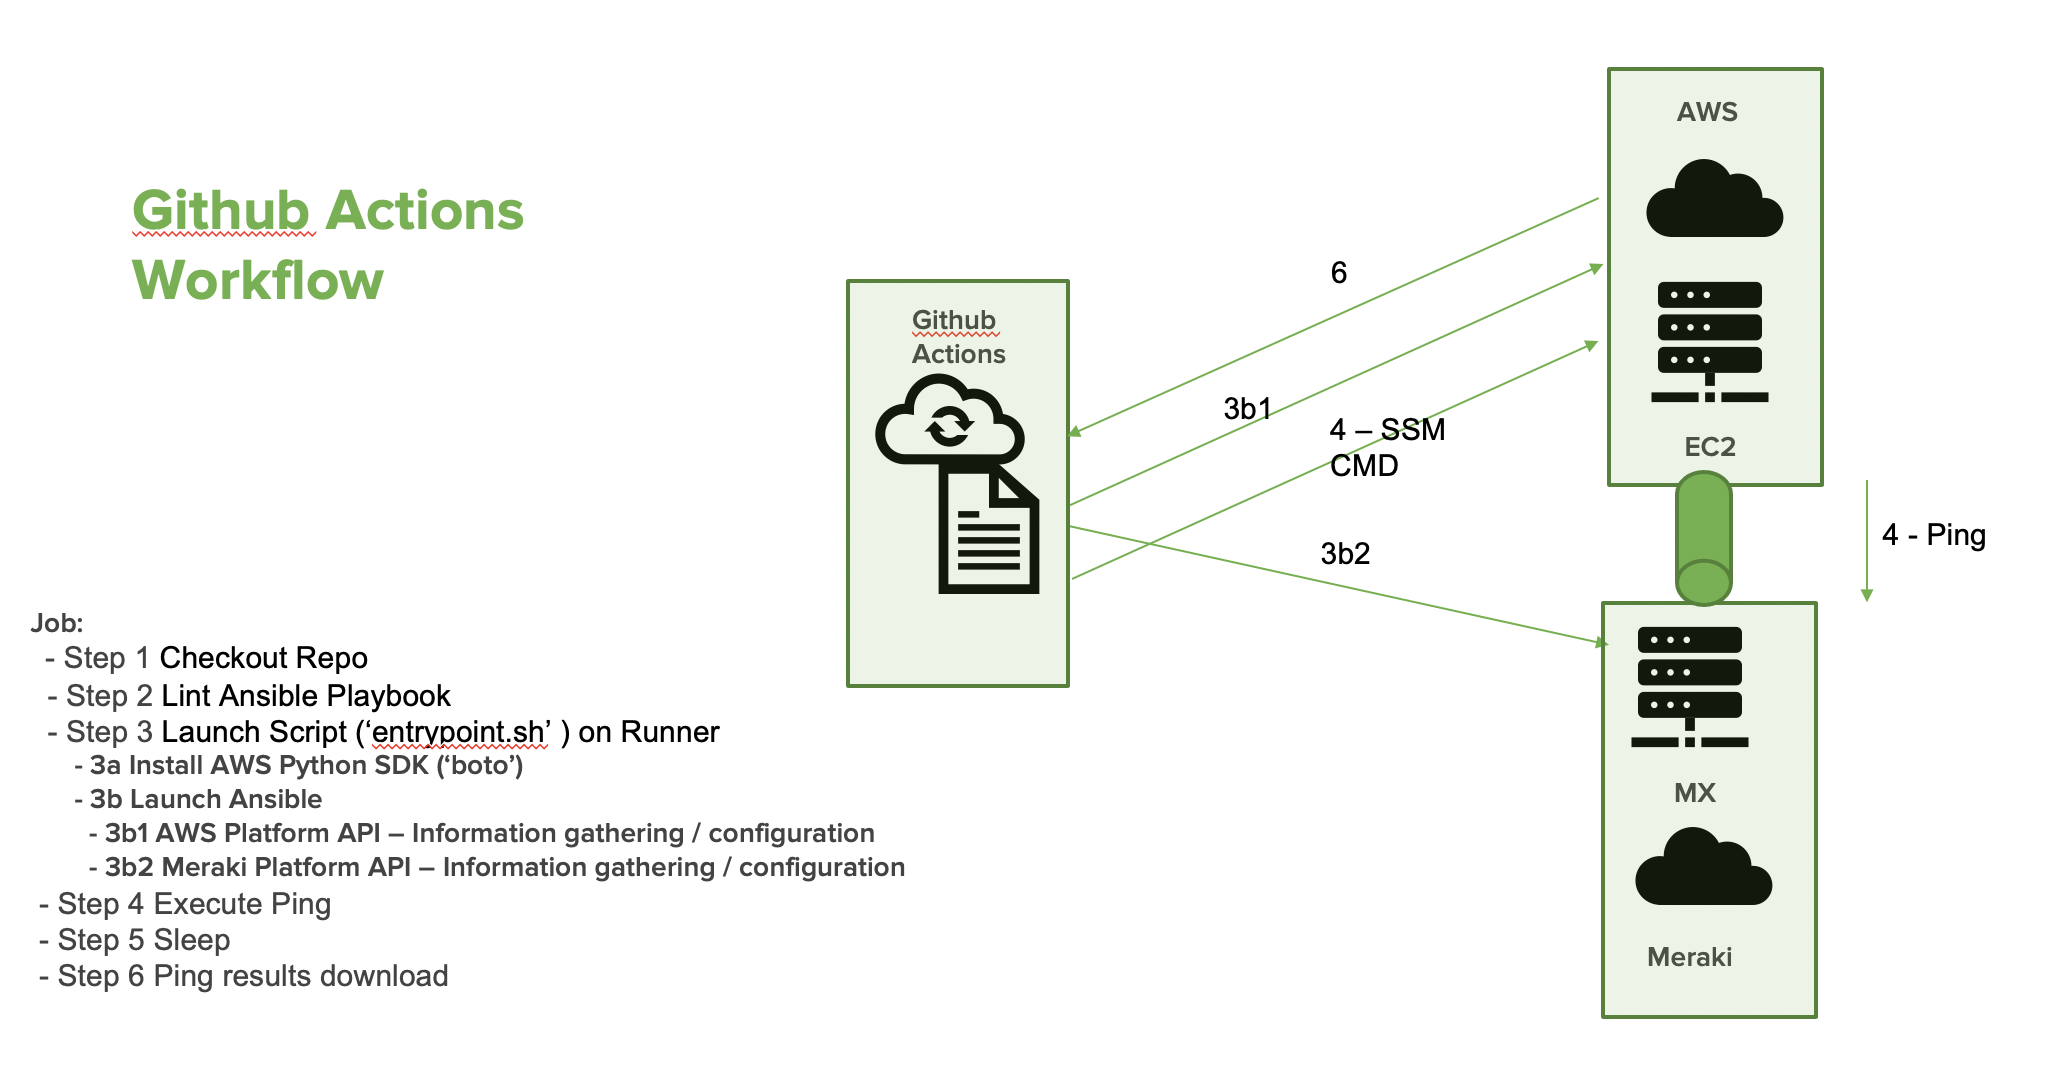 Github Actions
Workflow
Job:
- Step 1 Checkout Repo
- Step 2 Lint Ansible Playbook
- Step 3 Launch Script (‘entrypoint.sh’ ) on Runner
- 3a Install AWS Python SDK (‘boto’)
- 3b Launch Ansible
- 3b1 AWS Platform API – Information gathering / configuration
- 3b2 Meraki Platform API – Information gathering / configuration
- Step 4 Execute Ping
- Step 5 Sleep
- Step 6 Ping results download
Github
Actions
6
3b1
4 – SSM
CMD
3b2
AWS
EC2
4 - Ping
MX
Meraki